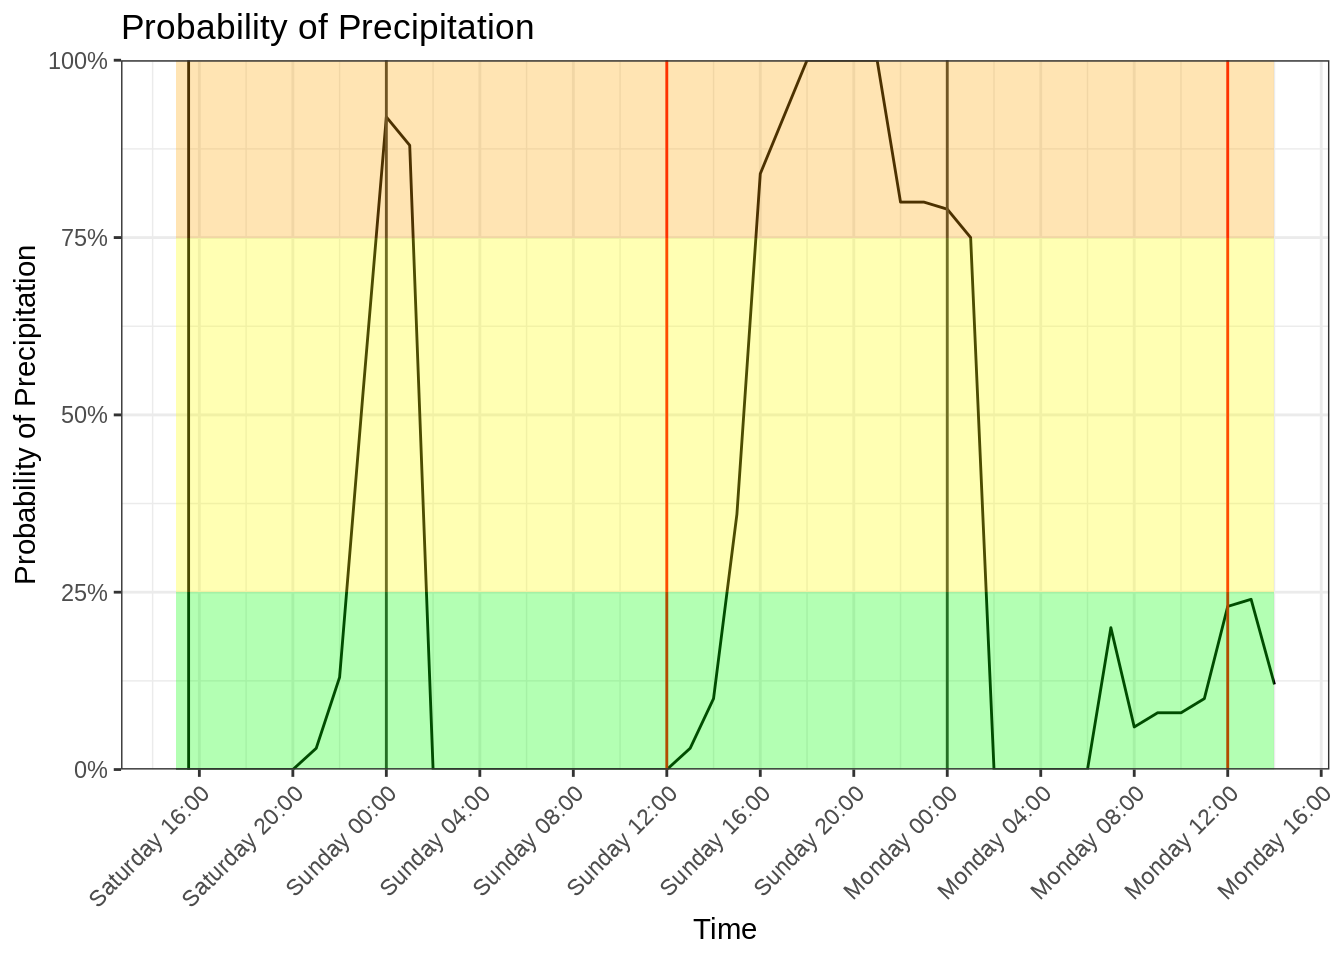 Probability of Precipitation
Probability of Precipitation
100%
75%
50%
25%
0%
Saturday 16:00
Saturday 20:00
Sunday 00:00
Sunday 04:00
Sunday 08:00
Sunday 12:00
Sunday 16:00
Sunday 20:00
Monday 00:00
Monday 04:00
Monday 08:00
Monday 12:00
Monday 16:00
Time